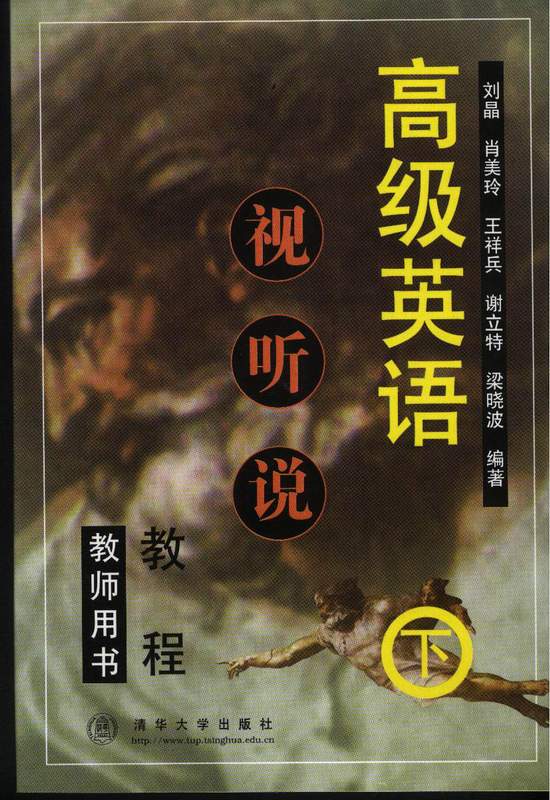 高级英语
视听说
教程
下
教师用书
刘晶 肖美玲 王祥兵 谢立特 梁晓波 编著
清华大学出版社
http://www.tup.tsinghua.edu.cn